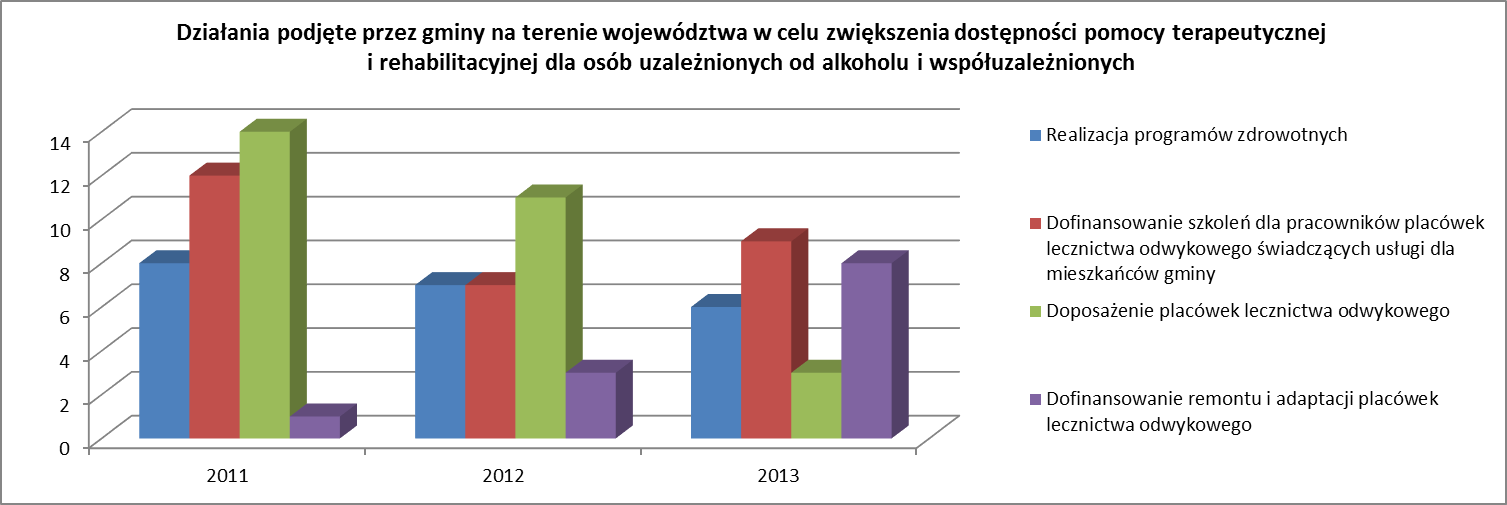 Działania podjęte przez gminy na terenie województwa w celu zwiększenia dostępności pomocy terapeutycznej
i rehabilitacyjnej dla osób uzależnionych od alkoholu i współuzależnionych
14
12
10
8
6
4
2
0
2011
2012
2013
Realizacja programów zdrowotnych
Dofinansowanie szkoleń dla pracowników placówek
lecznictwa odwykowego świadczących usługi dla
mieszkańców gminy
Doposażenie placówek lecznictwa odwykowego
Dofinansowanie remontu i adaptacji placówek
lecznictwa odwykowego